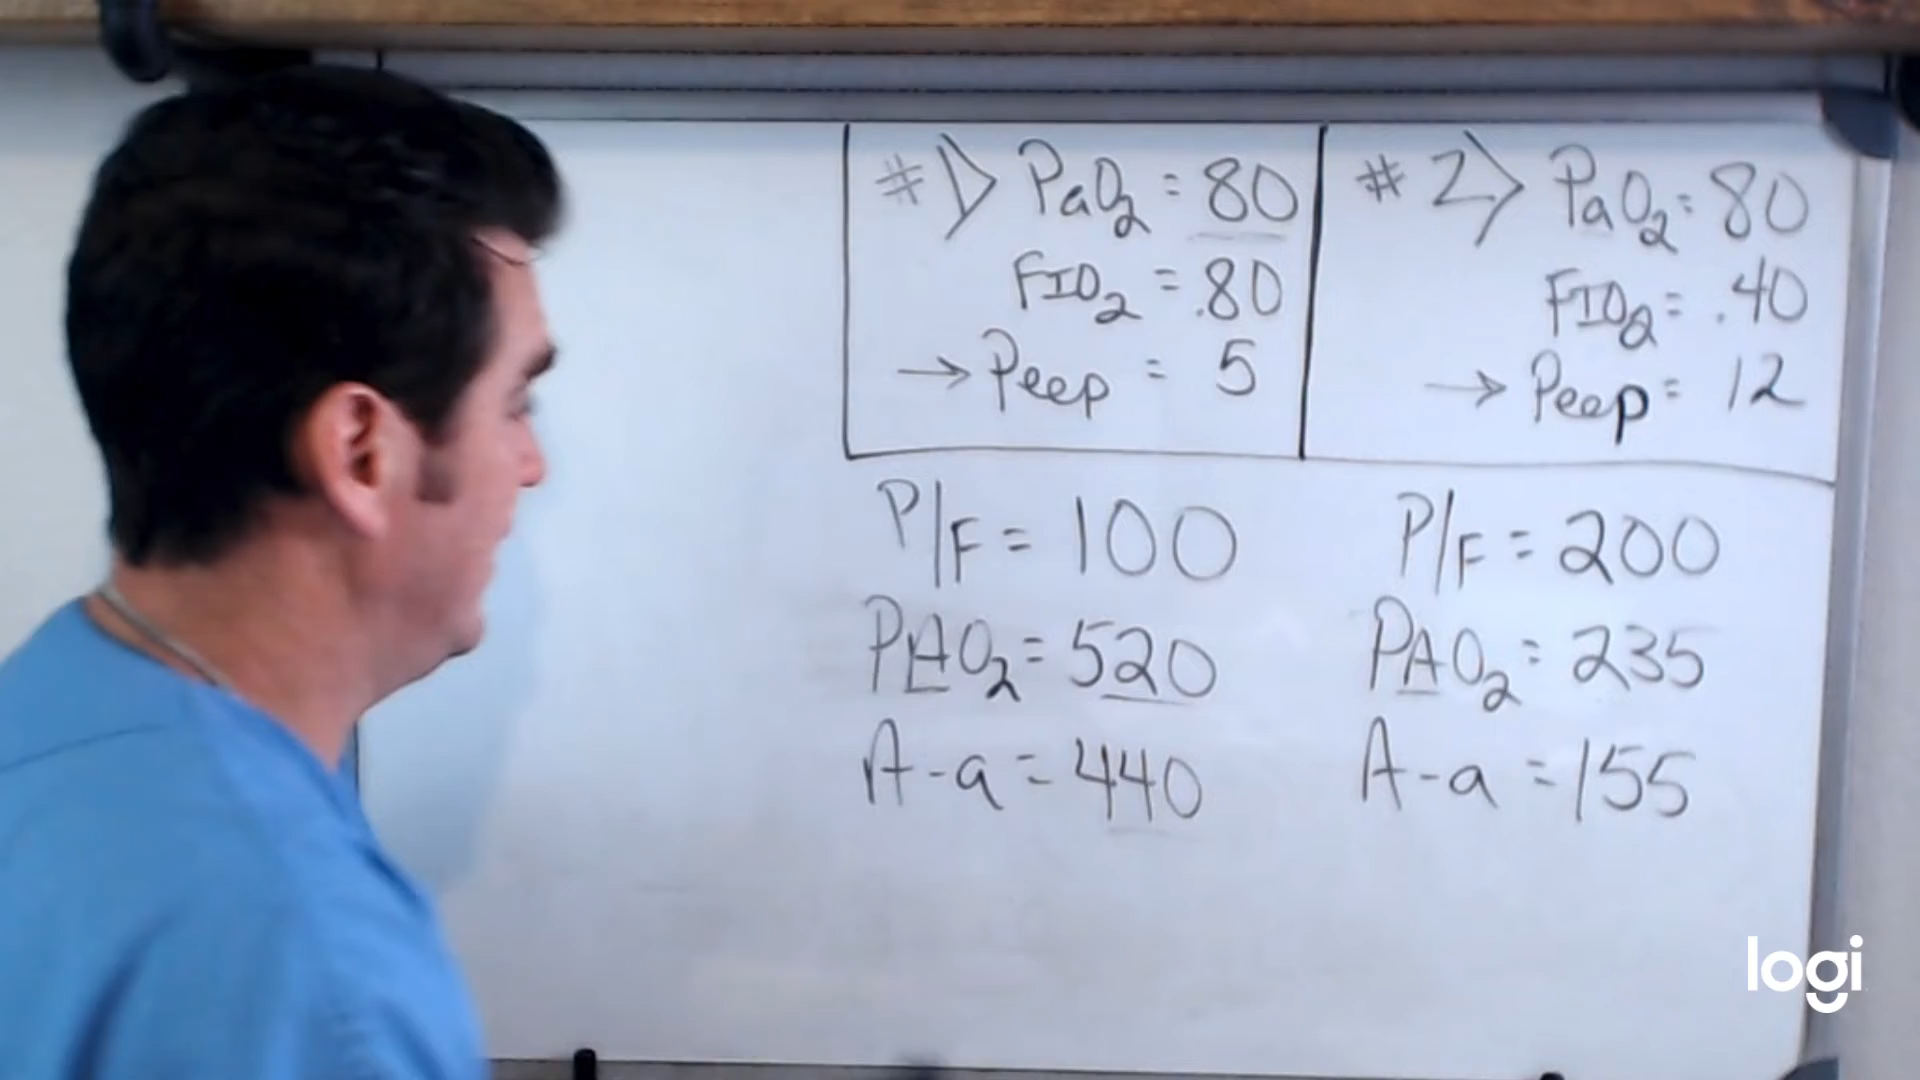 #1> PaO2 = 80
FIO2 = .80
→ Peep = 5
P/F = 100
PAO2 = 520
A-a = 440
#2> PaO2 = 80
FIO2 = .40
→ Peep = 12
P/F = 200
PAO2 = 235
A-a = 155
logi